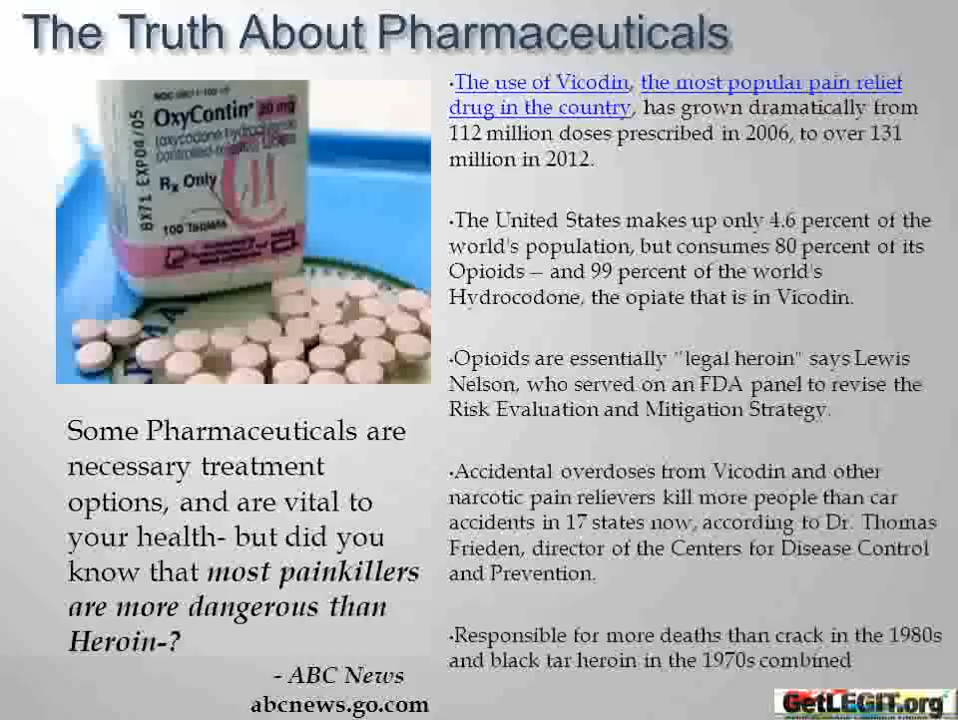 The Truth About Pharmaceuticals
OxyContin® 20 mg
(oxycodone hydrochloride
controlled-release) Tablets
Rx Only
CII
100 Tablets
BX71 EXP04/05
Some Pharmaceuticals are
necessary treatment
options, and are vital to
your health- but did you
know that most painkillers
are more dangerous than
Heroin-?
- ABC News
abcnews.go.com
•The use of Vicodin, the most popular pain relief
drug in the country, has grown dramatically from
112 million doses prescribed in 2006, to over 131
million in 2012.
•The United States makes up only 4.6 percent of the
world's population, but consumes 80 percent of its
Opioids – and 99 percent of the world's
Hydrocodone, the opiate that is in Vicodin.
•Opioids are essentially "legal heroin" says Lewis
Nelson, who served on an FDA panel to revise the
Risk Evaluation and Mitigation Strategy.
•Accidental overdoses from Vicodin and other
narcotic pain relievers kill more people than car
accidents in 17 states now, according to Dr. Thomas
Frieden, director of the Centers for Disease Control
and Prevention.
•Responsible for more deaths than crack in the 1980s
and black tar heroin in the 1970s combined
GetLEGIT.org